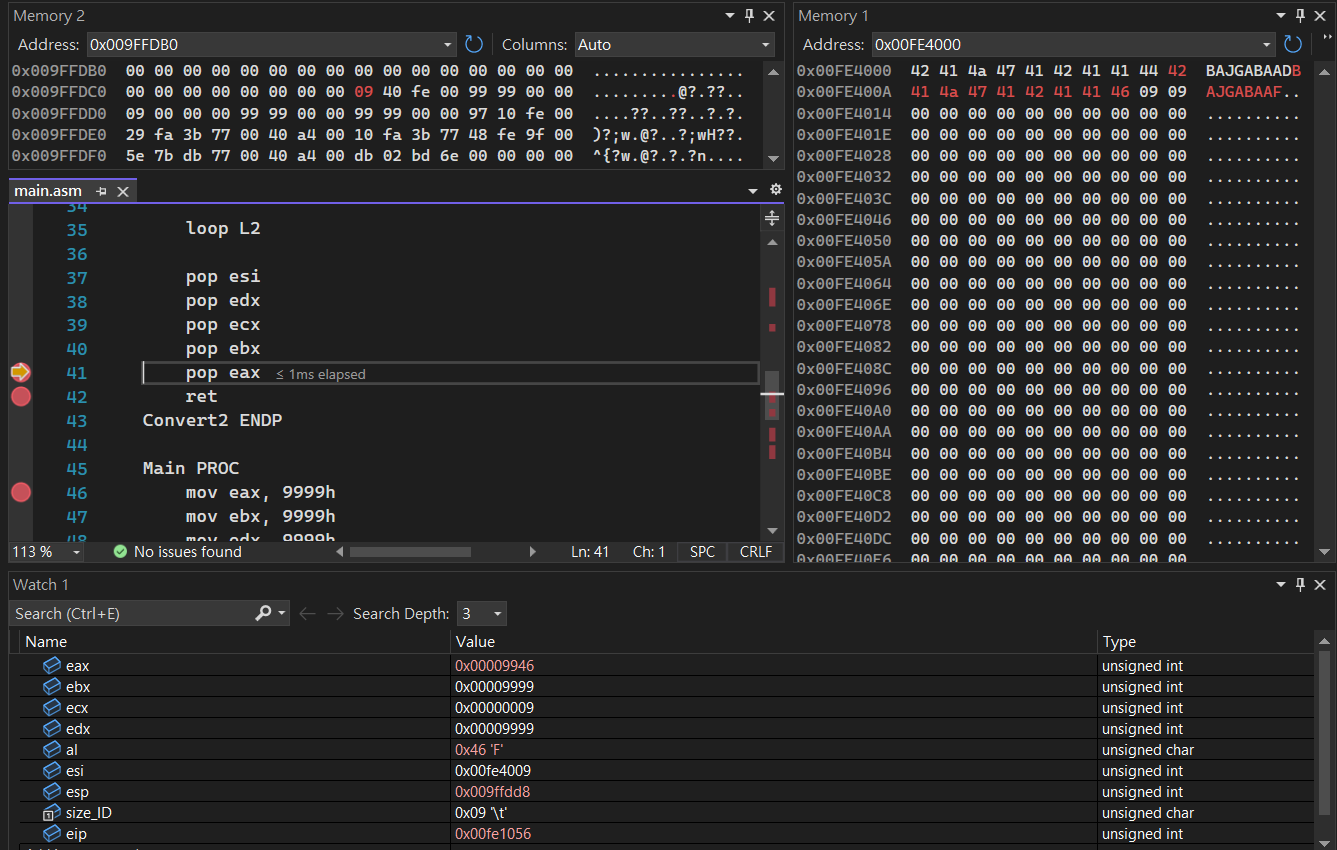 Memory 2
Address: 0x009FFDB0 Columns: Auto
0x009FFDB0 00 00 00 00 00 00 00 00 00 00 00 00 00 00 00 00 ................
0x009FFDC0 00 00 00 00 00 00 00 00 09 40 fe 00 99 99 00 00 .........@?.??..
0x009FFDD0 09 00 00 00 99 99 00 00 99 99 00 00 97 10 fe 00 ....??..??..?.?.
0x009FFDE0 29 fa 3b 77 00 40 a4 00 10 fa 3b 77 48 fe 9f 00 )?;w.@?..?;wH??.
0x009FFDF0 5e 7b db 77 00 40 a4 00 db 02 bd 6e 00 00 00 00 ^{?w.@?.?.?n....
main.asm
34
35 loop L2
36
37 pop esi
38 pop edx
39 pop ecx
40 pop ebx
41 pop eax ≤ 1ms elapsed
42 ret
43 Convert2 ENDP
44
45 Main PROC
46 mov eax, 9999h
47 mov ebx, 9999h
48 mov edx, 9999h
113 % No issues found Ln: 41 Ch: 1 SPC CRLF
Memory 1
Address: 0x00FE4000
0x00FE4000 42 41 4a 47 41 42 41 41 44 42 BAJGABAADB
0x00FE400A 41 4a 47 41 42 41 41 46 09 09 AJGABAAF..
0x00FE4014 00 00 00 00 00 00 00 00 00 00 ..........
0x00FE401E 00 00 00 00 00 00 00 00 00 00 ..........
0x00FE4028 00 00 00 00 00 00 00 00 00 00 ..........
0x00FE4032 00 00 00 00 00 00 00 00 00 00 ..........
0x00FE403C 00 00 00 00 00 00 00 00 00 00 ..........
0x00FE4046 00 00 00 00 00 00 00 00 00 00 ..........
0x00FE4050 00 00 00 00 00 00 00 00 00 00 ..........
0x00FE405A 00 00 00 00 00 00 00 00 00 00 ..........
0x00FE4064 00 00 00 00 00 00 00 00 00 00 ..........
0x00FE406E 00 00 00 00 00 00 00 00 00 00 ..........
0x00FE4078 00 00 00 00 00 00 00 00 00 00 ..........
0x00FE4082 00 00 00 00 00 00 00 00 00 00 ..........
0x00FE408C 00 00 00 00 00 00 00 00 00 00 ..........
0x00FE4096 00 00 00 00 00 00 00 00 00 00 ..........
0x00FE40A0 00 00 00 00 00 00 00 00 00 00 ..........
0x00FE40AA 00 00 00 00 00 00 00 00 00 00 ..........
0x00FE40B4 00 00 00 00 00 00 00 00 00 00 ..........
0x00FE40BE 00 00 00 00 00 00 00 00 00 00 ..........
0x00FE40C8 00 00 00 00 00 00 00 00 00 00 ..........
0x00FE40D2 00 00 00 00 00 00 00 00 00 00 ..........
0x00FE40DC 00 00 00 00 00 00 00 00 00 00 ..........
0x00FE40E6 00 00 00 00 00 00 00 00 00 00 ..........
Watch 1
Search (Ctrl+E) Search Depth: 3
Name Value Type
eax 0x00009946 unsigned int
ebx 0x00009999 unsigned int
ecx 0x00000009 unsigned int
edx 0x00009999 unsigned int
al 0x46 'F' unsigned char
esi 0x00fe4009 unsigned int
esp 0x009ffdd8 unsigned int
size_ID 0x09 '\t' unsigned char
eip 0x00fe1056 unsigned int